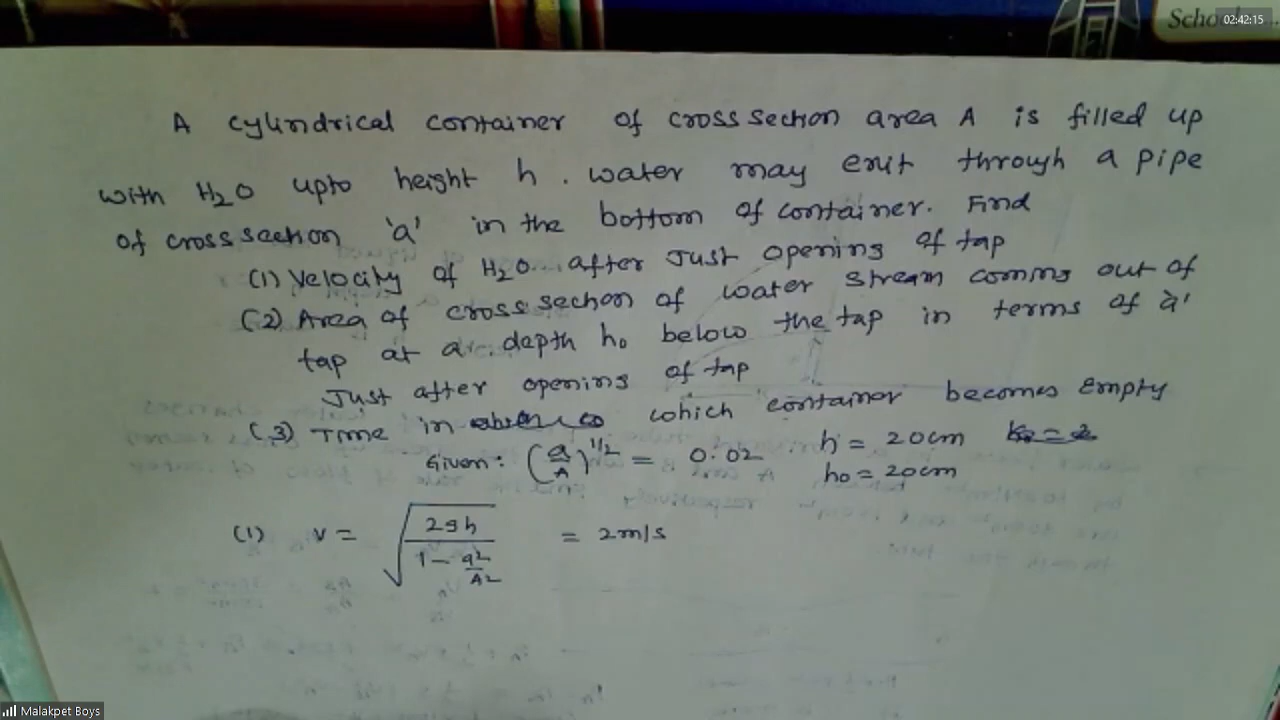 Scho
02:42:15
A cylindrical container of cross section area A is filled up
with H₂O upto height h. water may exit through a pipe
of cross section 'a' in the bottom of container. Find
(1) Velocity of H₂O after Just opening of tap
(2) Area of cross section of water stream coming out of
tap at a depth h₀ below the tap in terms of 'a'
Just after opening of tap
(3) Time in which container becomes Empty
Given: (a/A)^1/2 = 0.02 h = 20cm
h₀ = 20cm
(1) v = √(2gh / (1 - a²/A²)) = 2m/s
Malakpet Boys